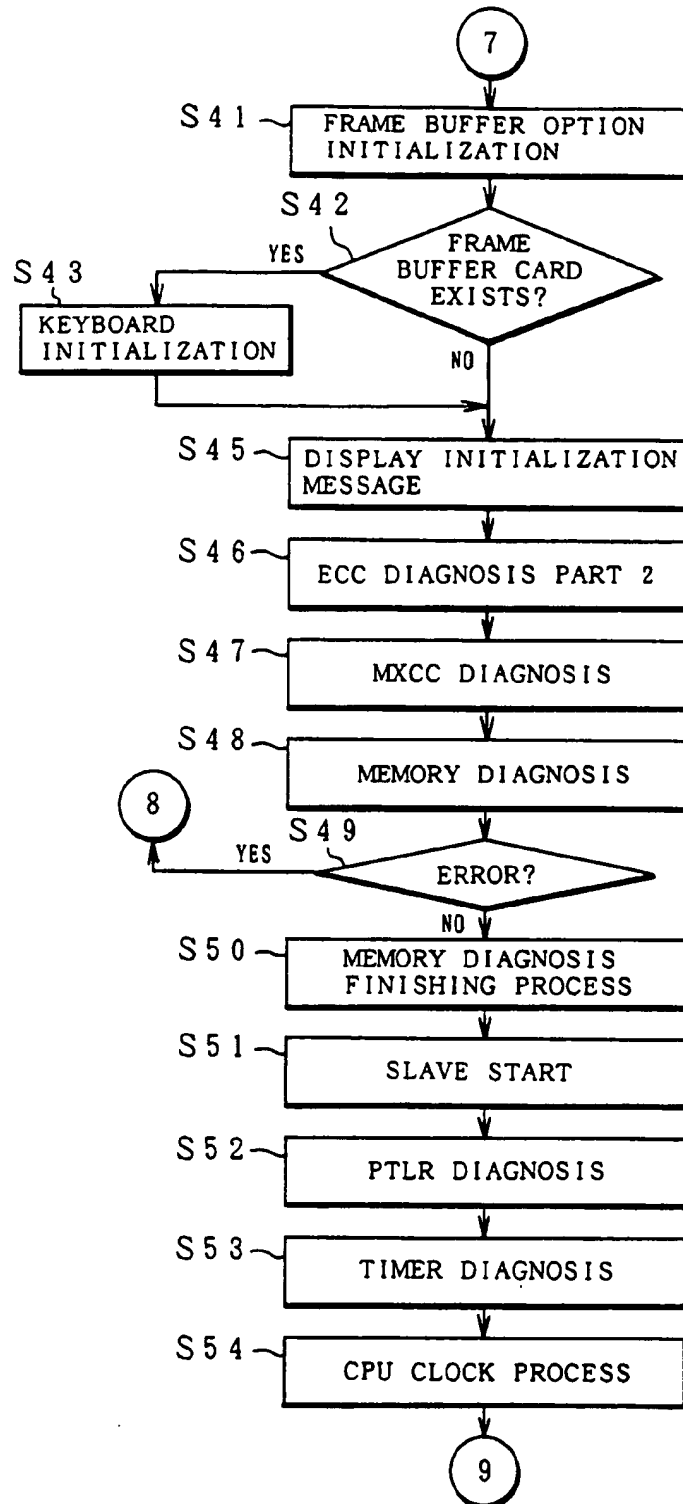 7
S41
FRAME BUFFER OPTION
INITIALIZATION
S42
FRAME
BUFFER CARD
EXISTS?
YES
S43
KEYBOARD
INITIALIZATION
NO
S45
DISPLAY INITIALIZATION
MESSAGE
S46
ECC DIAGNOSIS PART 2
S47
MXCC DIAGNOSIS
S48
MEMORY DIAGNOSIS
8
S49
YES
ERROR?
NO
S50
MEMORY DIAGNOSIS
FINISHING PROCESS
S51
SLAVE START
S52
PTLR DIAGNOSIS
S53
TIMER DIAGNOSIS
S54
CPU CLOCK PROCESS
9